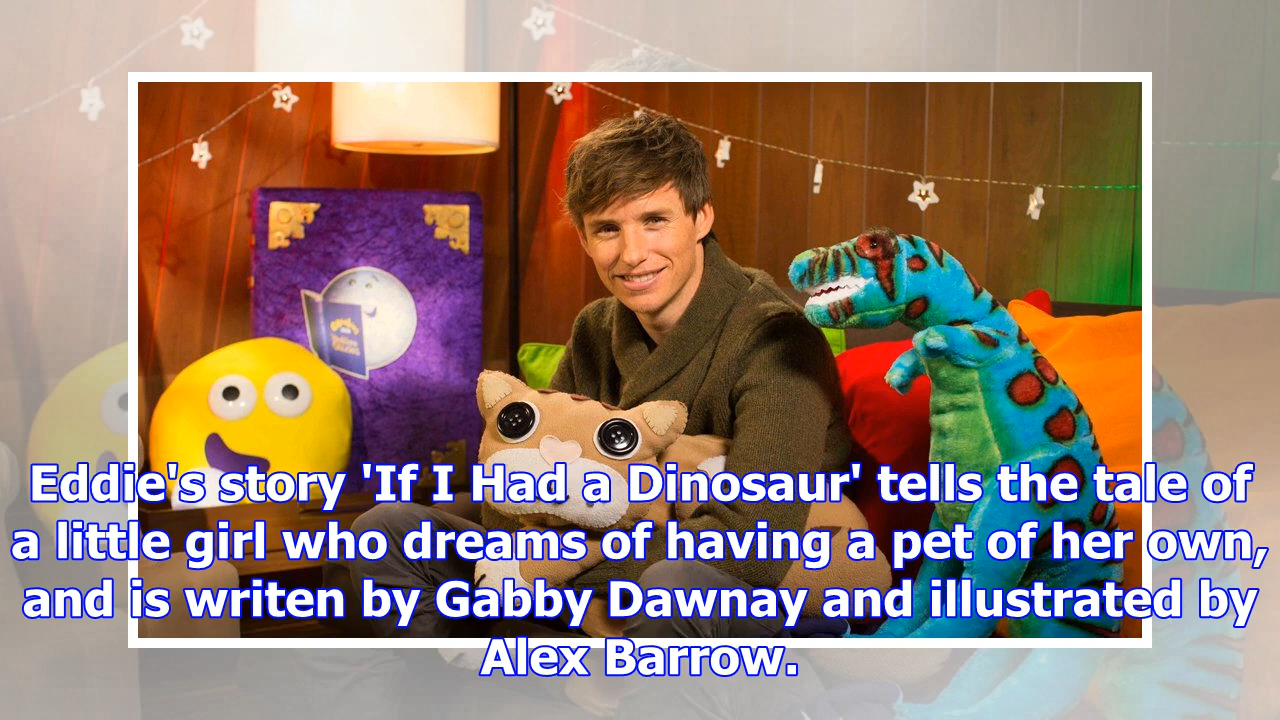 Eddie's story 'If I Had a Dinosaur' tells the tale of
a little girl who dreams of having a pet of her own,
and is writen by Gabby Dawnay and illustrated by
Alex Barrow.